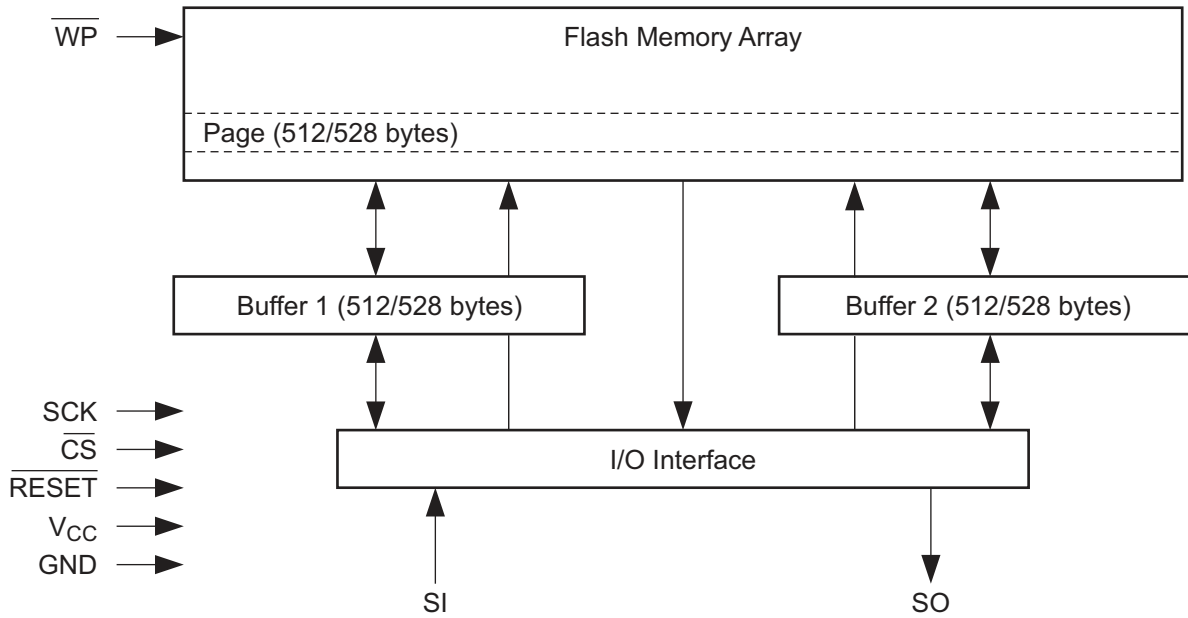 WP
Flash Memory Array
Page (512/528 bytes)
Buffer 1 (512/528 bytes)
Buffer 2 (512/528 bytes)
SCK
CS
RESET
VCC
GND
I/O Interface
SI
SO